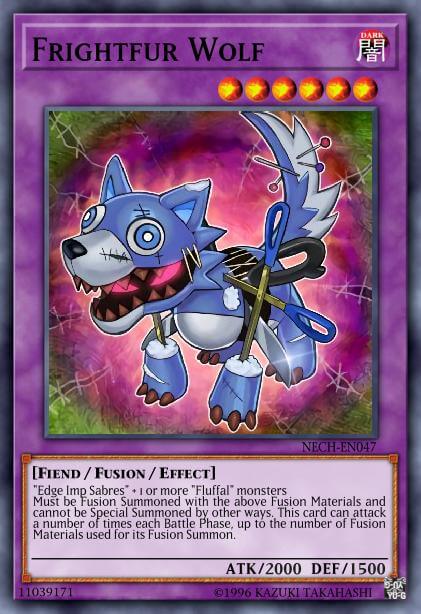 Frightfur Wolf
DARK
闇
NECH-EN047
[Fiend / Fusion / Effect]
"Edge Imp Sabres" + 1 or more "Fluffal" monsters
Must be Fusion Summoned with the above Fusion Materials and
cannot be Special Summoned by other ways. This card can attack
a number of times each Battle Phase, up to the number of Fusion
Materials used for its Fusion Summon.
ATK/2000 DEF/1500
11039171
©1996 KAZUKI TAKAHASHI